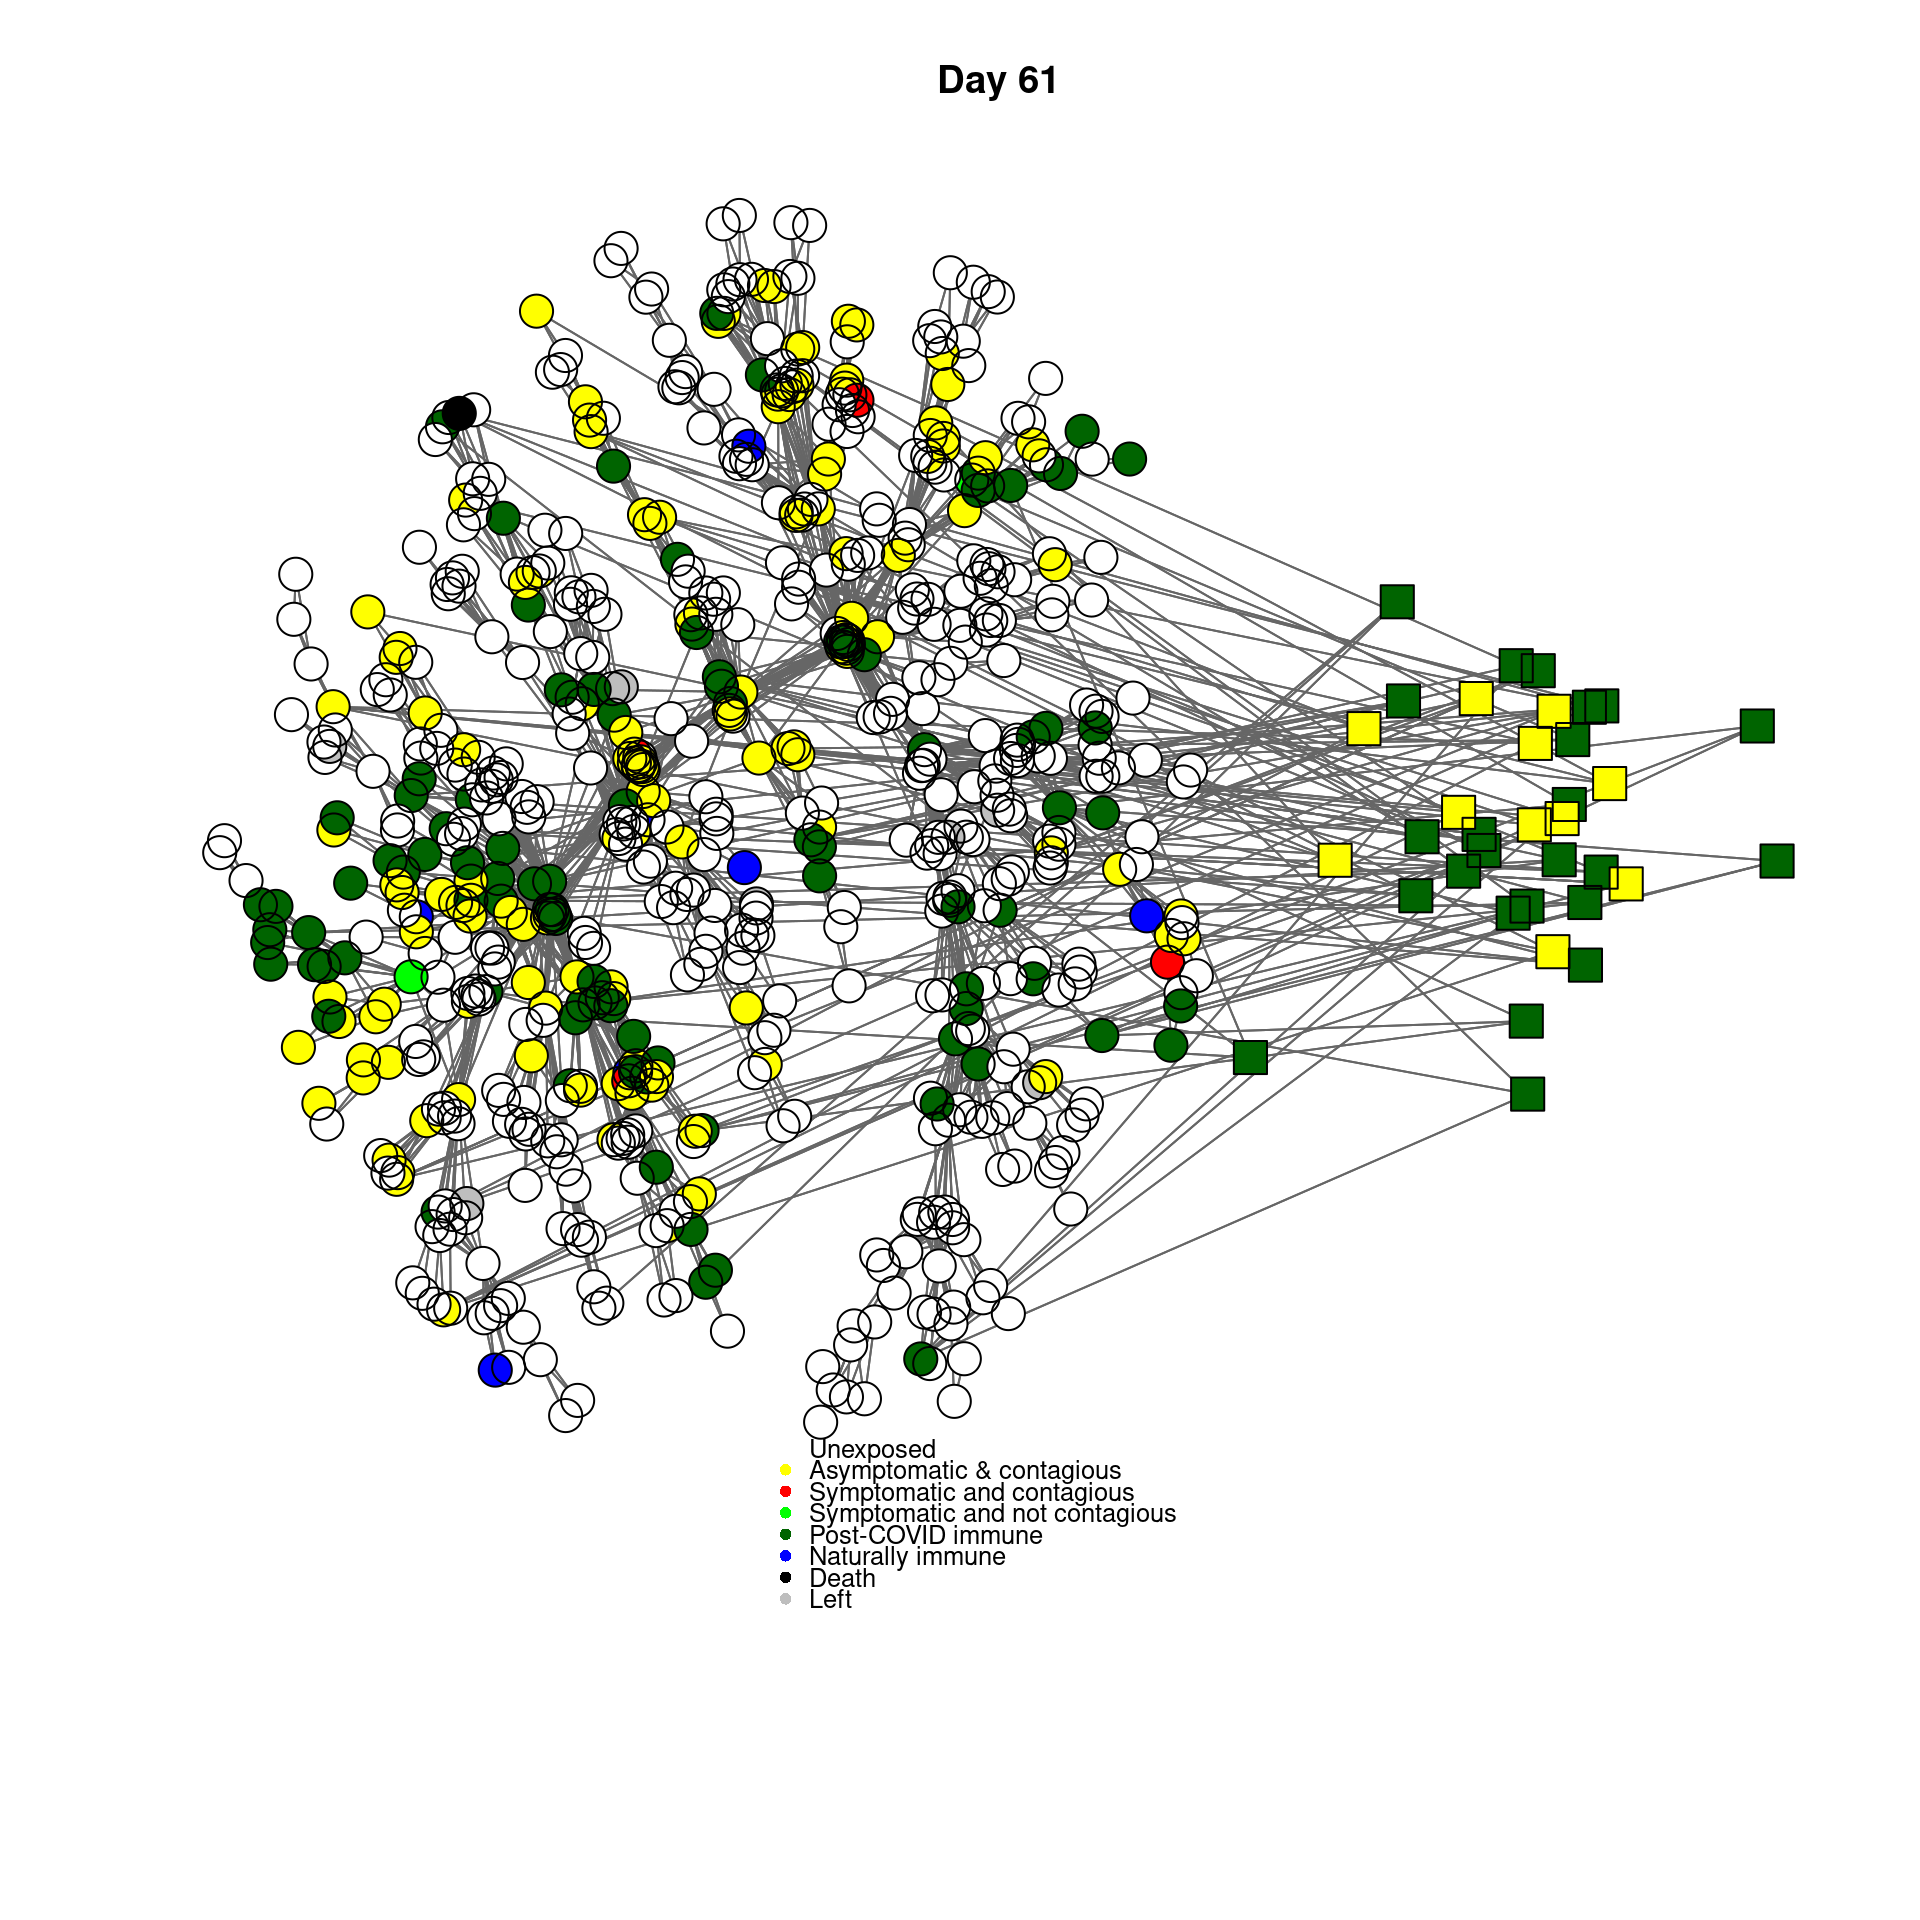 Day 61
Unexposed
Asymptomatic & contagious
Symptomatic and contagious
Symptomatic and not contagious
Post-COVID immune
Naturally immune
Death
Left